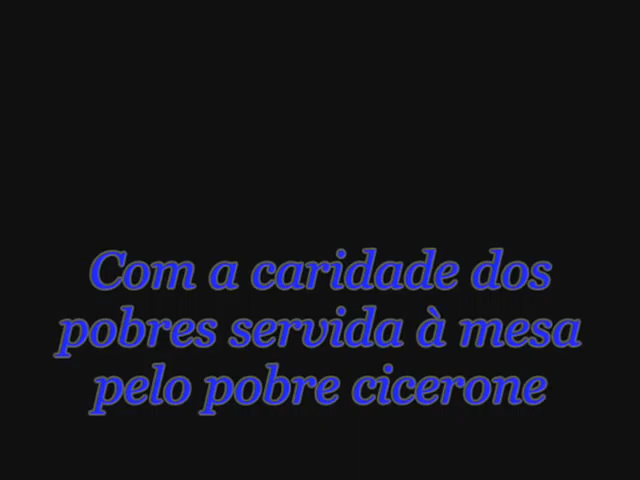 Com a caridade dos
pobres servida à mesa
pelo pobre cicerone